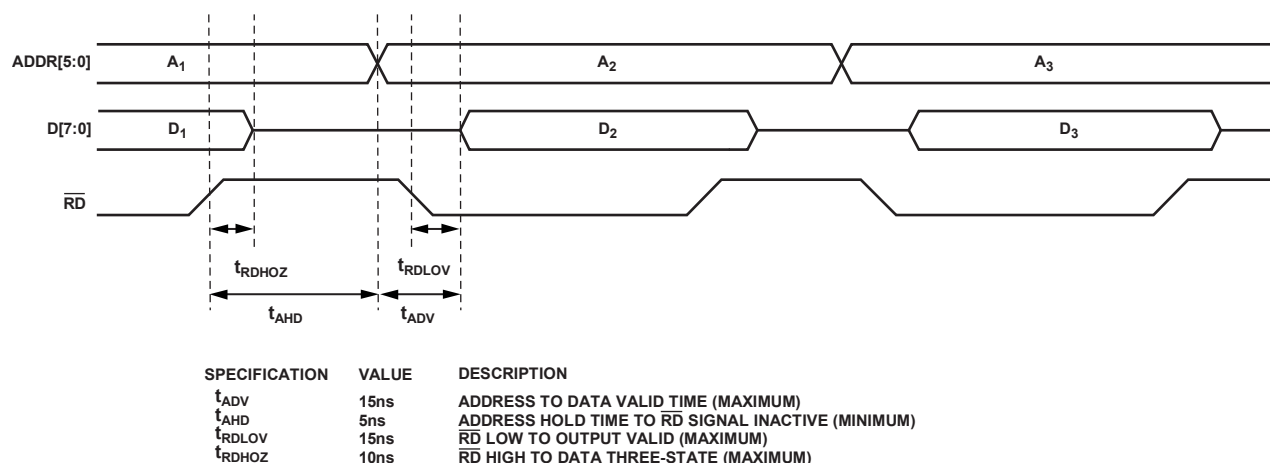 ADDR[5:0] A1 A2 A3
D[7:0] D1 D2 D3
RD
tRDHOZ tRDLOV
tAHD tADV
SPECIFICATION VALUE DESCRIPTION
tADV 15ns ADDRESS TO DATA VALID TIME (MAXIMUM)
tAHD 5ns ADDRESS HOLD TIME TO RD SIGNAL INACTIVE (MINIMUM)
tRDLOV 15ns RD LOW TO OUTPUT VALID (MAXIMUM)
tRDHOZ 10ns RD HIGH TO DATA THREE-STATE (MAXIMUM)